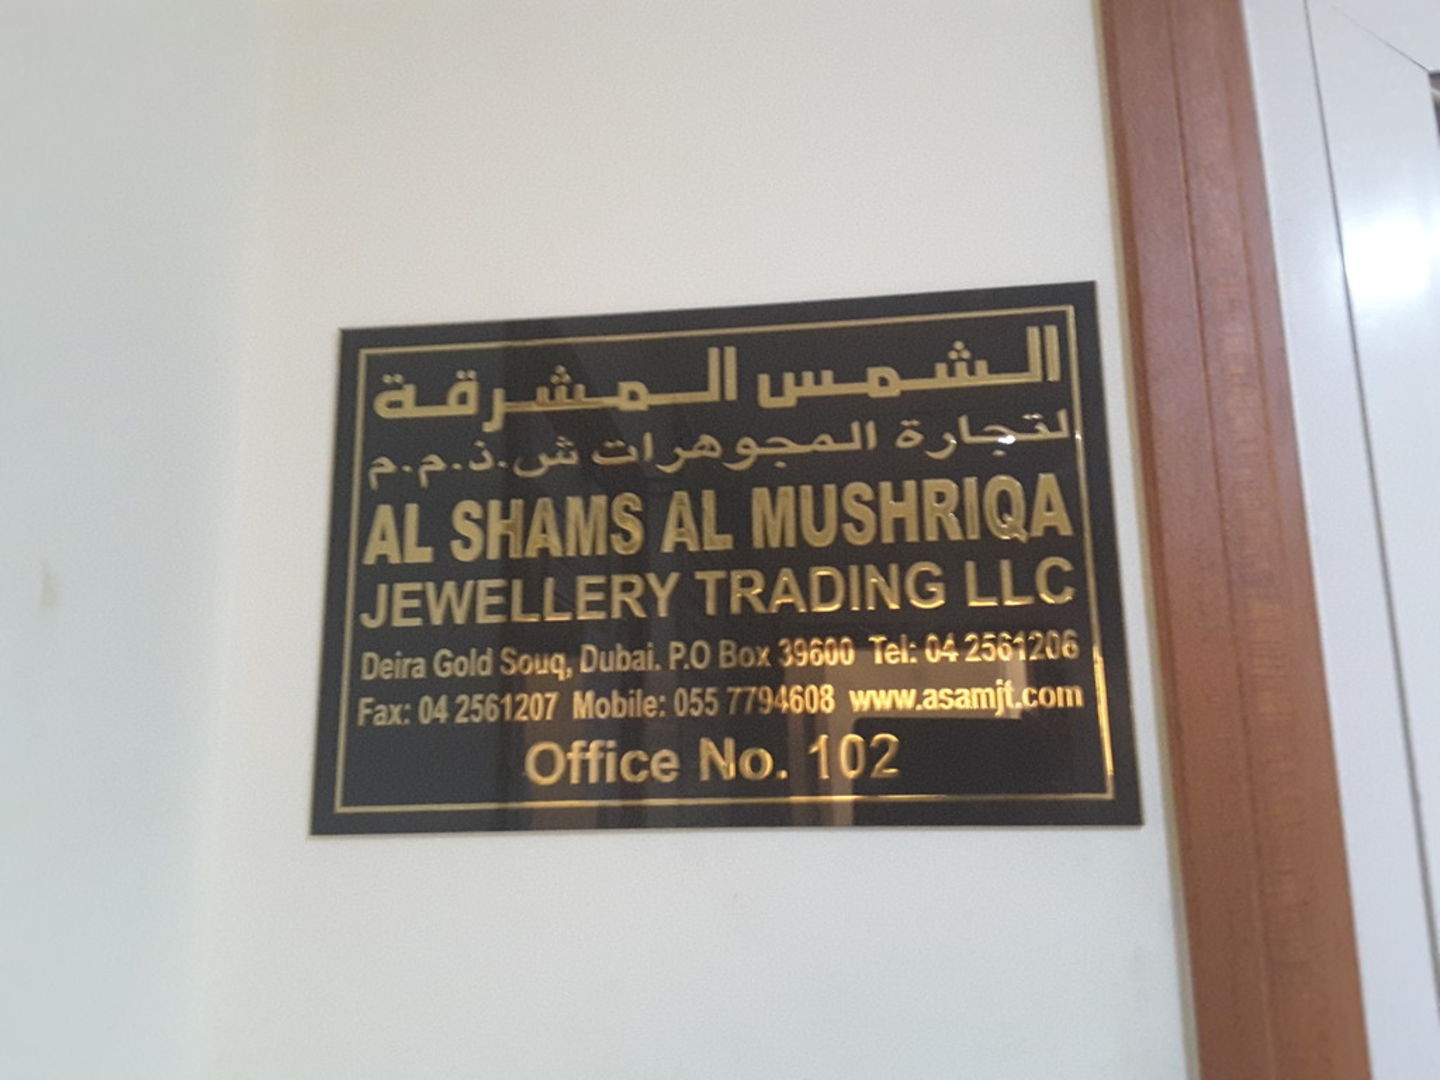 الشمس المشرقة
لتجارة المجوهرات ش.ذ.م.م
AL SHAMS AL MUSHRIQA
JEWELLERY TRADING LLC
Deira Gold Souq, Dubai. P.O Box 39600 Tel: 04 2561206
Fax: 04 2561207 Mobile: 055 7794608 www.asamjt.com
Office No. 102